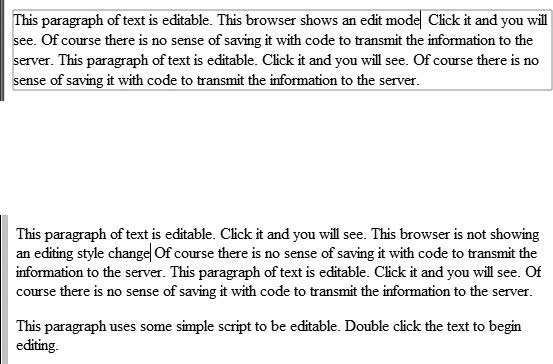 This paragraph of text is editable. This browser shows an edit mode Click it and you will
see. Of course there is no sense of saving it with code to transmit the information to the
server. This paragraph of text is editable. Click it and you will see. Of course there is no
sense of saving it with code to transmit the information to the server.
This paragraph of text is editable. Click it and you will see. This browser is not showing
an editing style change Of course there is no sense of saving it with code to transmit the
information to the server. This paragraph of text is editable. Click it and you will see. Of
course there is no sense of saving it with code to transmit the information to the server.
This paragraph uses some simple script to be editable. Double click the text to begin
editing.